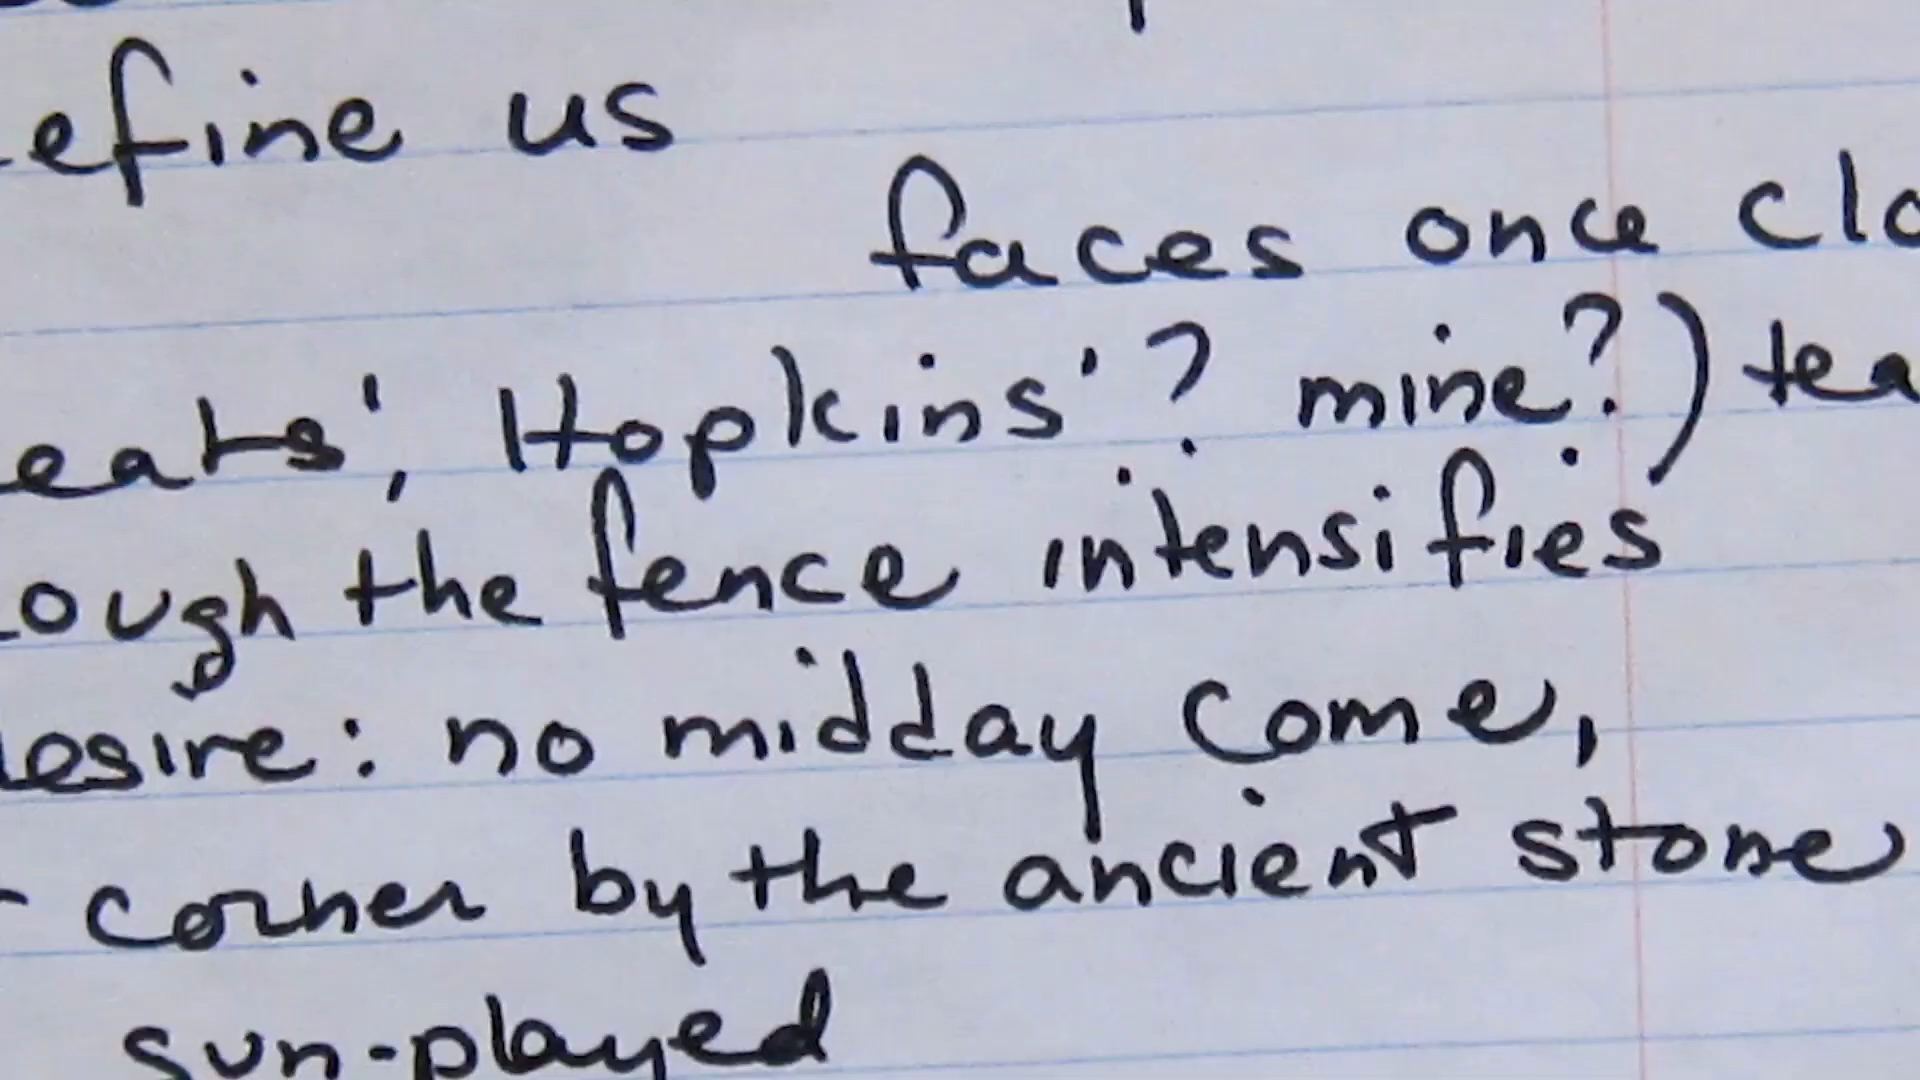 efine us
faces once clo
eats', Hopkins'? mine?) tea
ough the fence intensifies
esire: no midday come,
corner by the ancient stone
sun-played